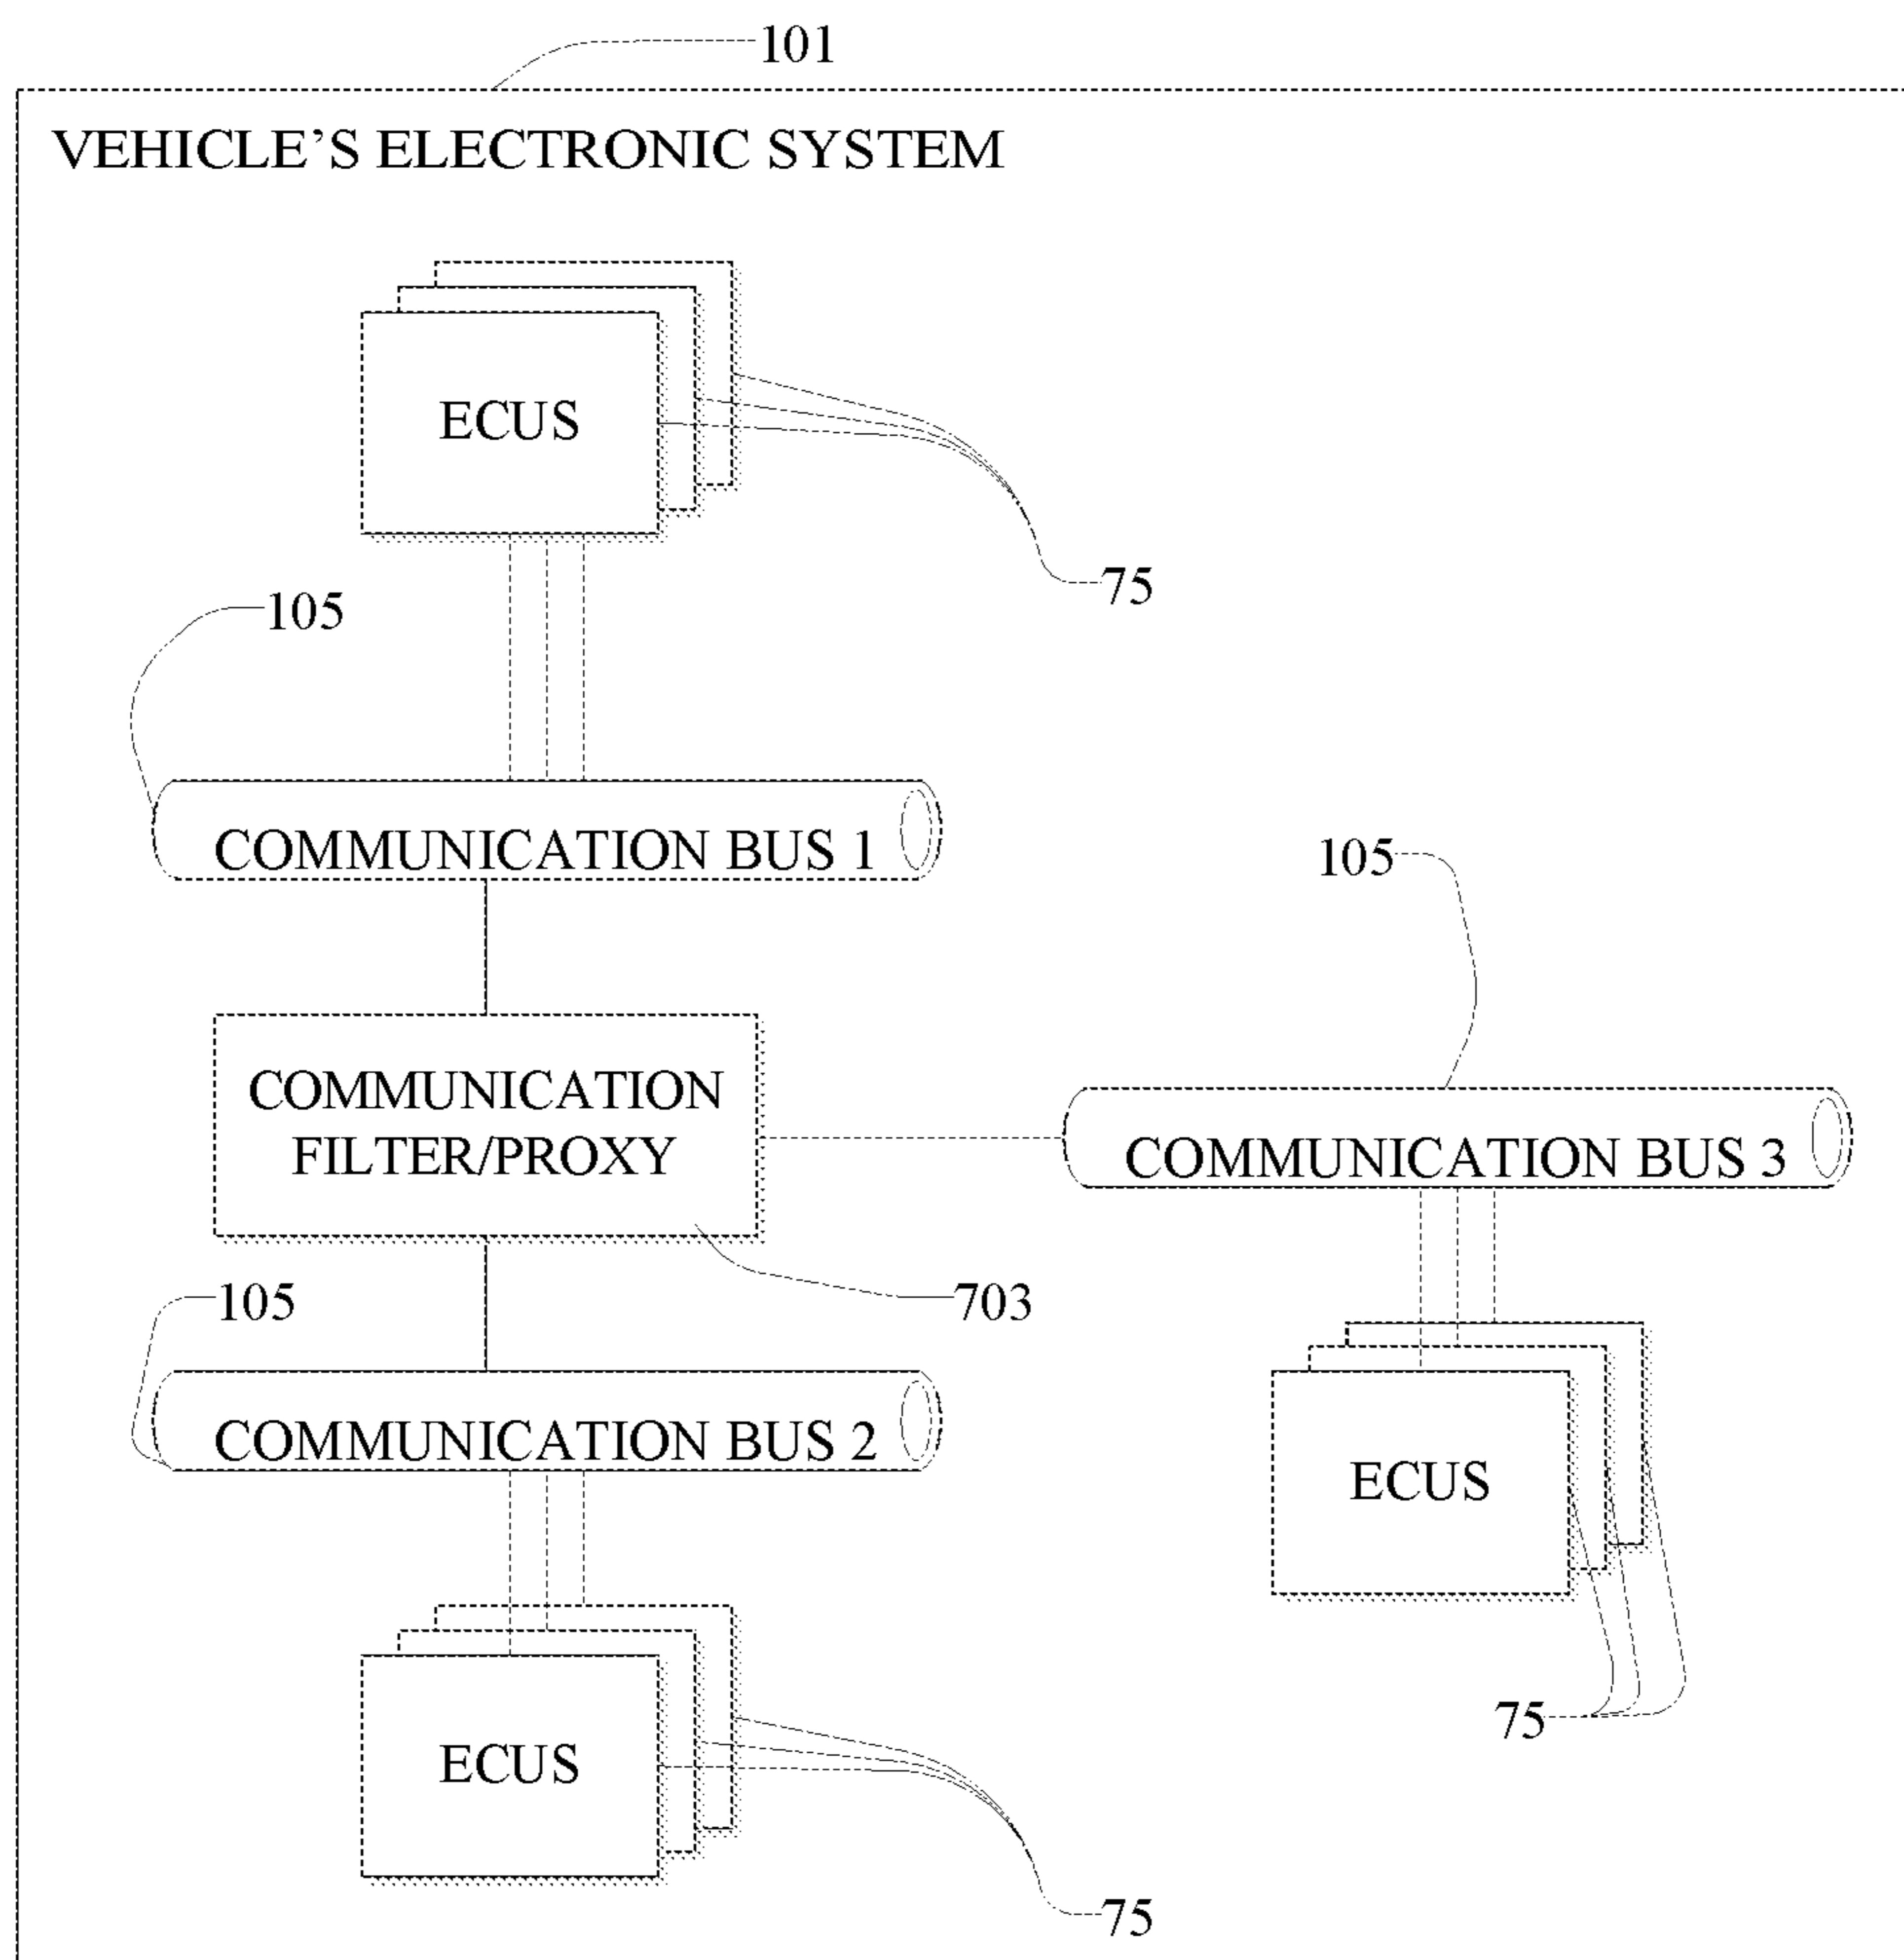 101
VEHICLE’S ELECTRONIC SYSTEM
ECUS
75
105
COMMUNICATION BUS 1
105
COMMUNICATION
FILTER/PROXY
COMMUNICATION BUS 3
105
703
COMMUNICATION BUS 2
ECUS
75
ECUS
75